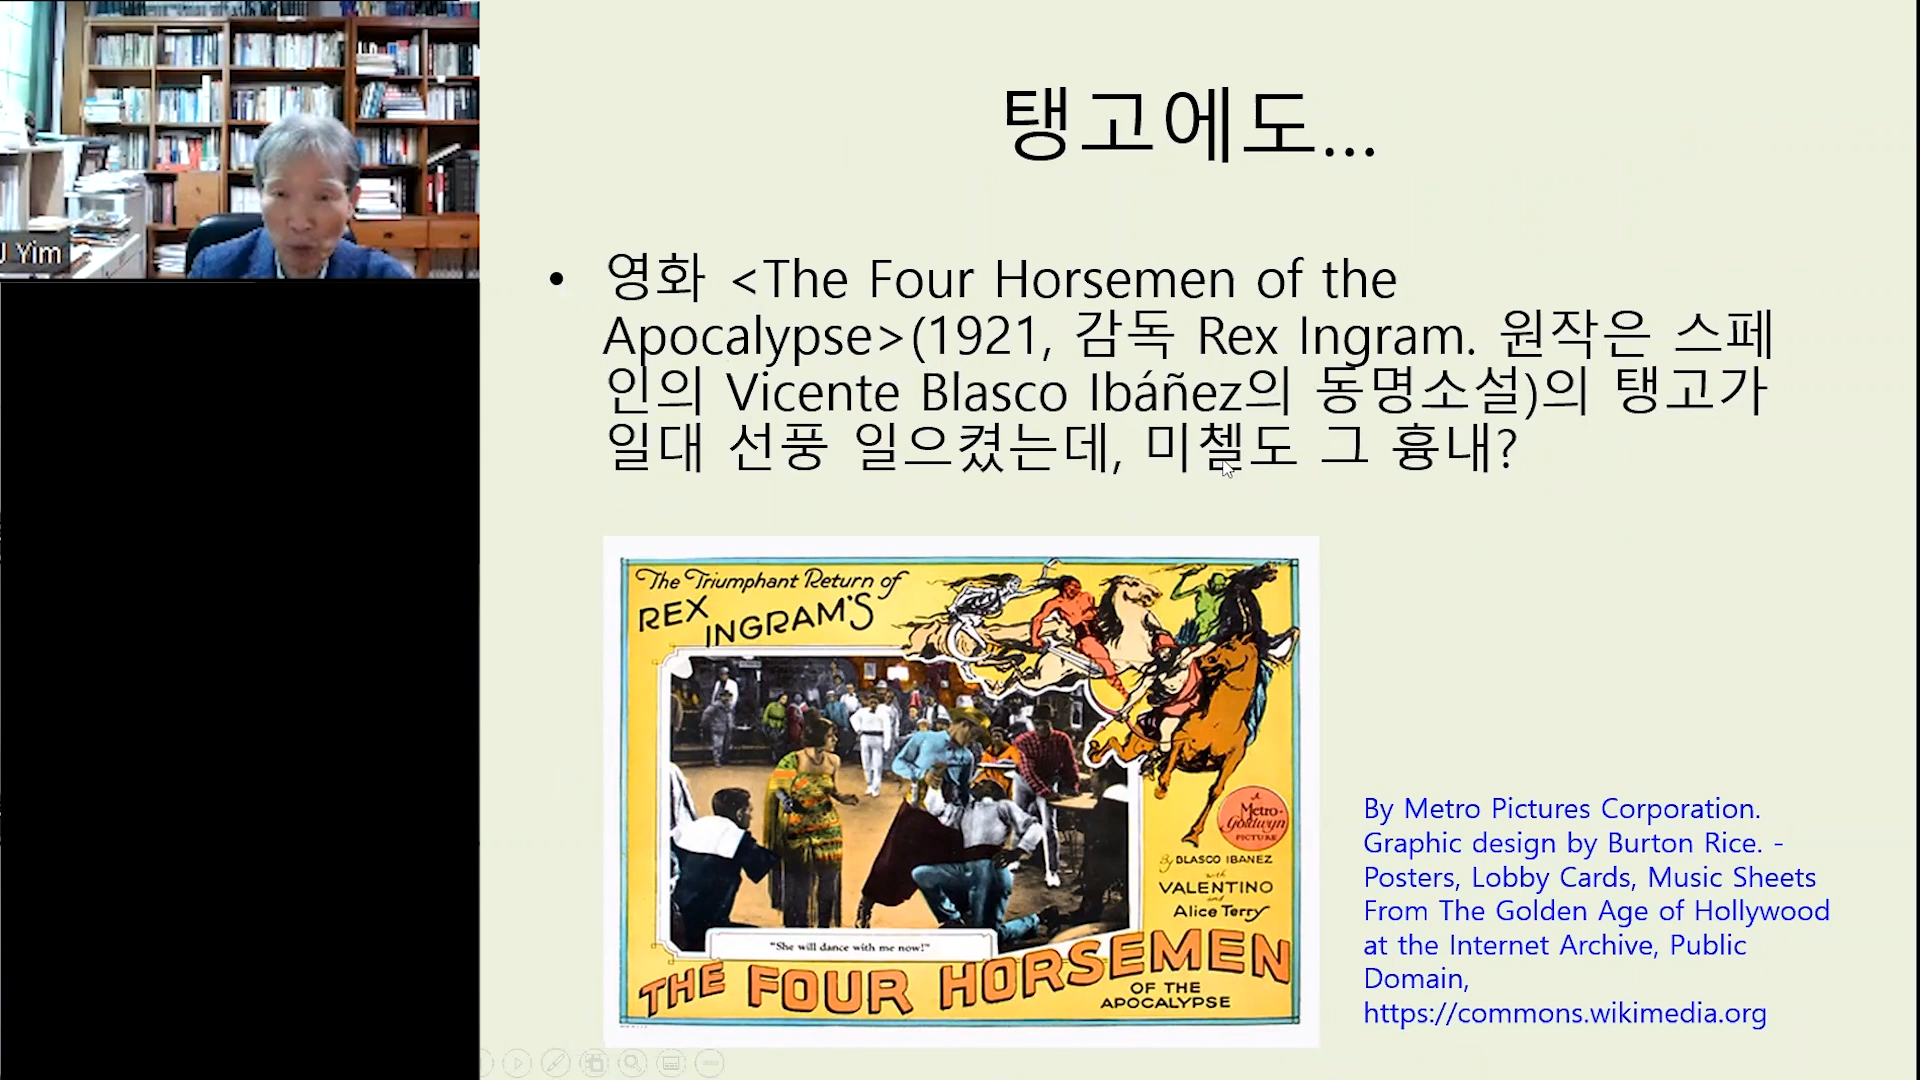 J Yim
탱고에도...
• 영화 <The Four Horsemen of the
Apocalypse>(1921, 감독 Rex Ingram. 원작은 스페
인의 Vicente Blasco Ibáñez의 동명소설)의 탱고가
일대 선풍 일으켰는데, 미첼도 그 흉내?
The Triumphant Return of
REX
INGRAM'S
A
Metro-
Goldwyn
PICTURE
By BLASCO IBANEZ
with
VALENTINO
and
Alice Terry
"She will dance with me now!"
THE FOUR HORSEMEN
OF THE
APOCALYPSE
By Metro Pictures Corporation.
Graphic design by Burton Rice. -
Posters, Lobby Cards, Music Sheets
From The Golden Age of Hollywood
at the Internet Archive, Public
Domain,
https://commons.wikimedia.org